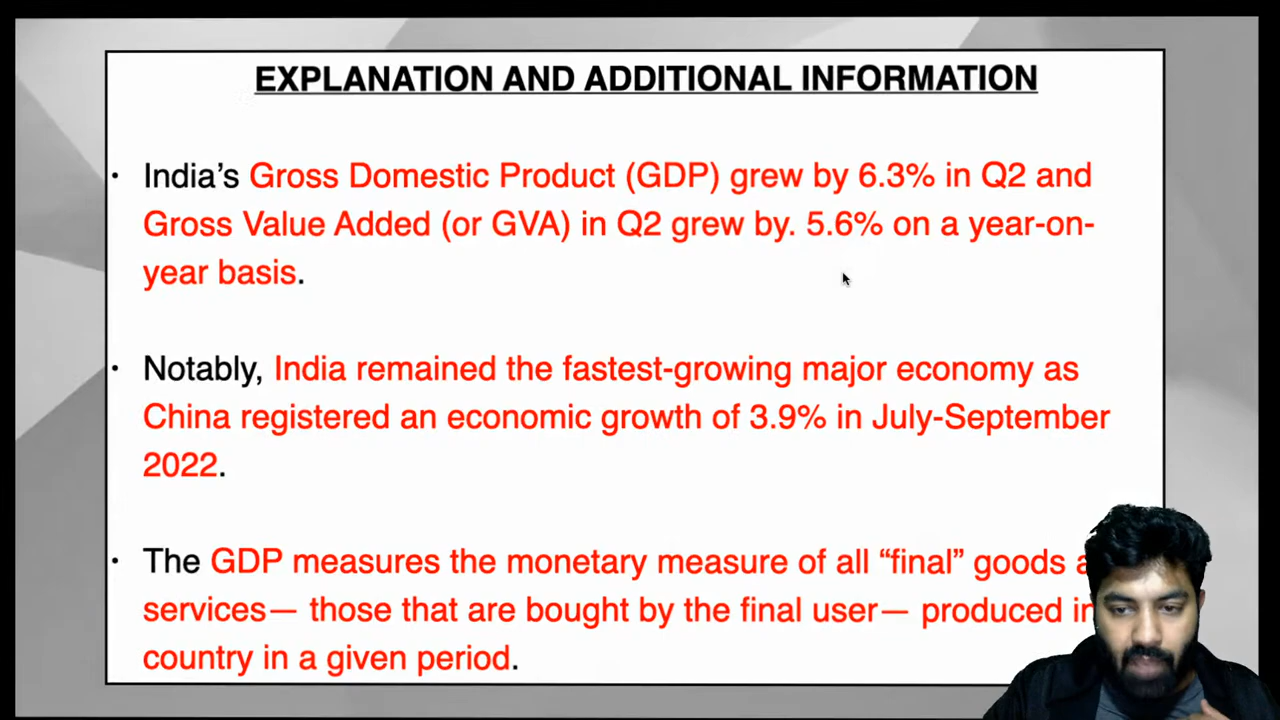 EXPLANATION AND ADDITIONAL INFORMATION
· India’s Gross Domestic Product (GDP) grew by 6.3% in Q2 and
Gross Value Added (or GVA) in Q2 grew by. 5.6% on a year-on-
year basis.
· Notably, India remained the fastest-growing major economy as
China registered an economic growth of 3.9% in July-September
2022.
· The GDP measures the monetary measure of all “final” goods
services— those that are bought by the final user— produced in
country in a given period.